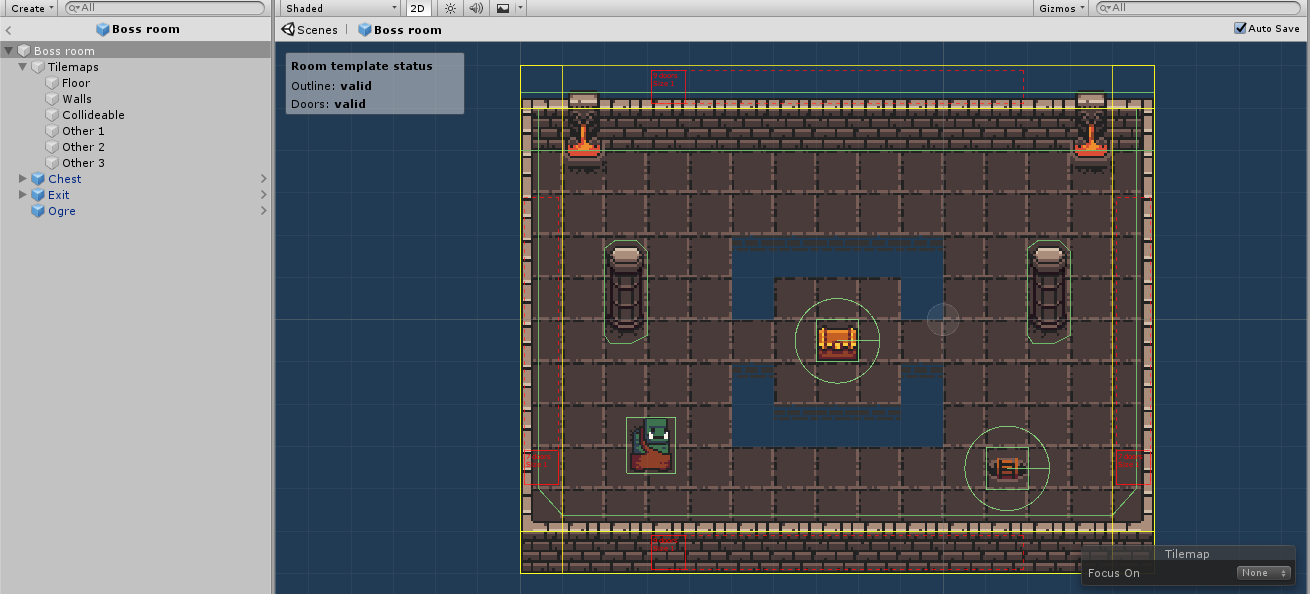 Create
All
Shaded
2D
Gizmos
All
Boss room
Scenes
Boss room
Auto Save
Boss room
Tilemaps
Floor
Walls
Collideable
Other 1
Other 2
Other 3
Chest
Exit
Ogre
Room template status
Outline: valid
Doors: valid
Tilemap
Focus On
None